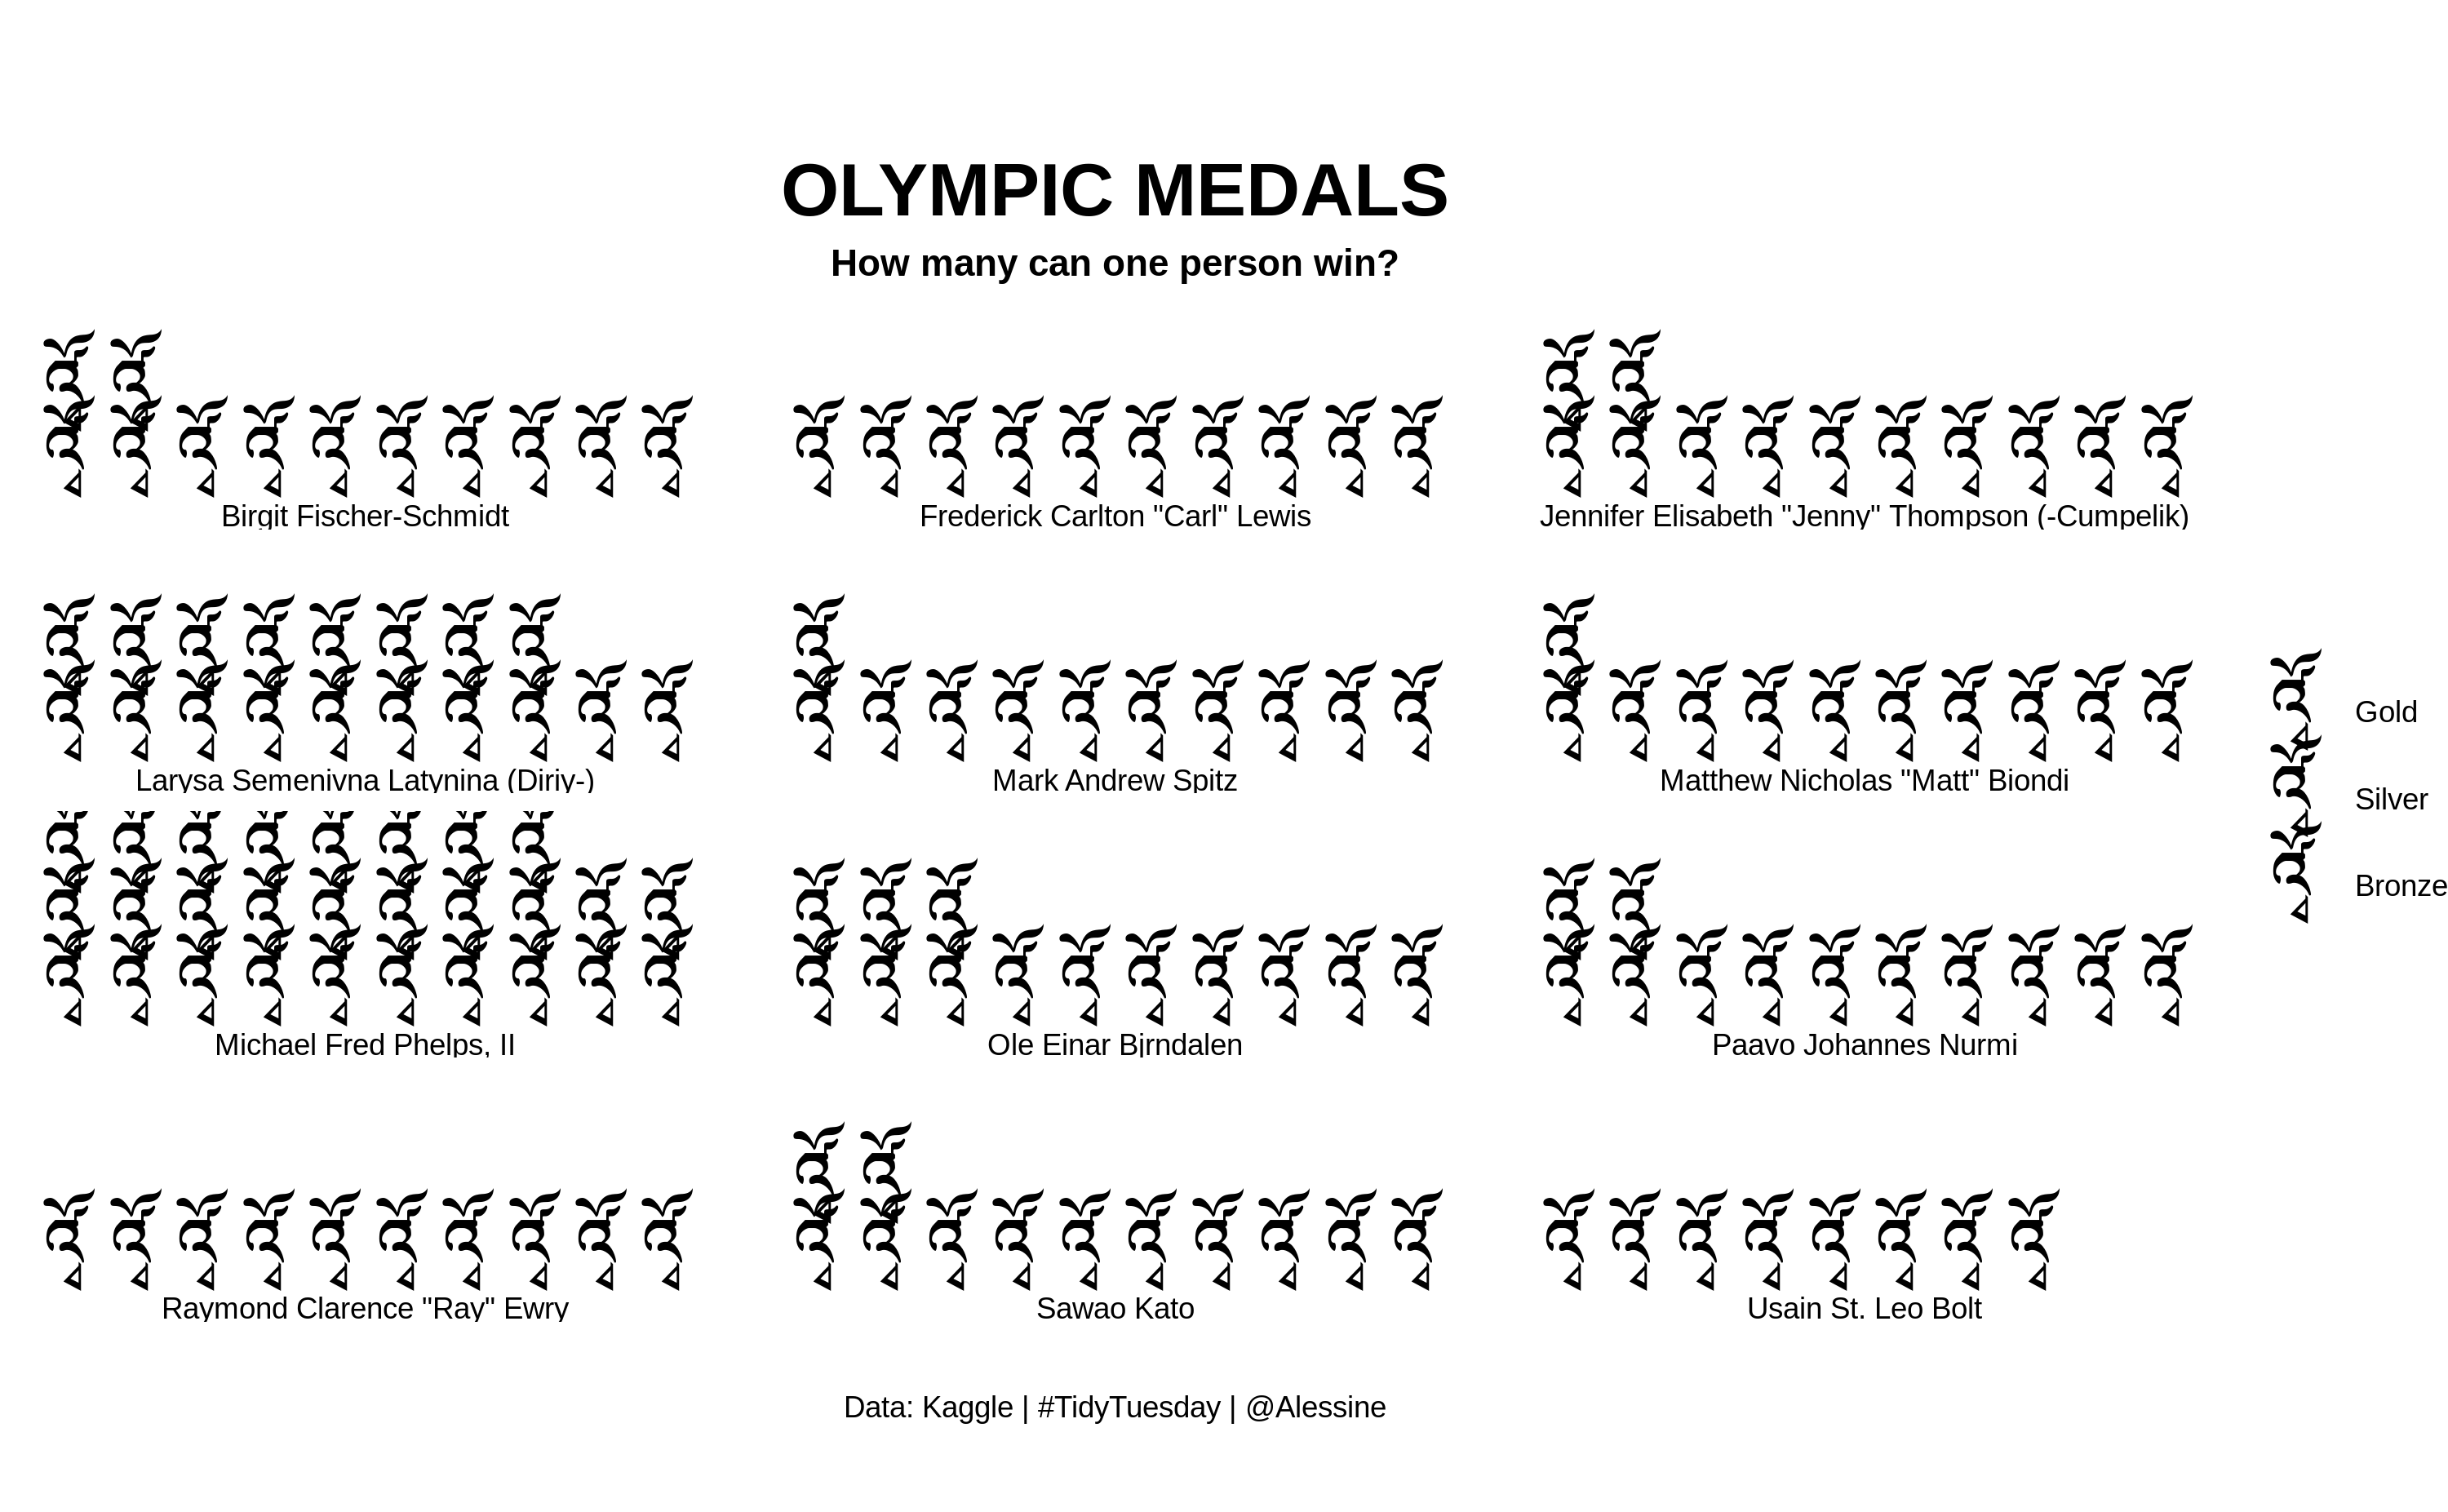 OLYMPIC MEDALS
How many can one person win?
Birgit Fischer-Schmidt
Frederick Carlton "Carl" Lewis
Jennifer Elisabeth "Jenny" Thompson (-Cumpelik)
Larysa Semenivna Latynina (Diriy-)
Mark Andrew Spitz
Matthew Nicholas "Matt" Biondi
Gold
Silver
Bronze
Michael Fred Phelps, II
Ole Einar Bjrndalen
Paavo Johannes Nurmi
Raymond Clarence "Ray" Ewry
Sawao Kato
Usain St. Leo Bolt
Data: Kaggle | #TidyTuesday | @Alessine